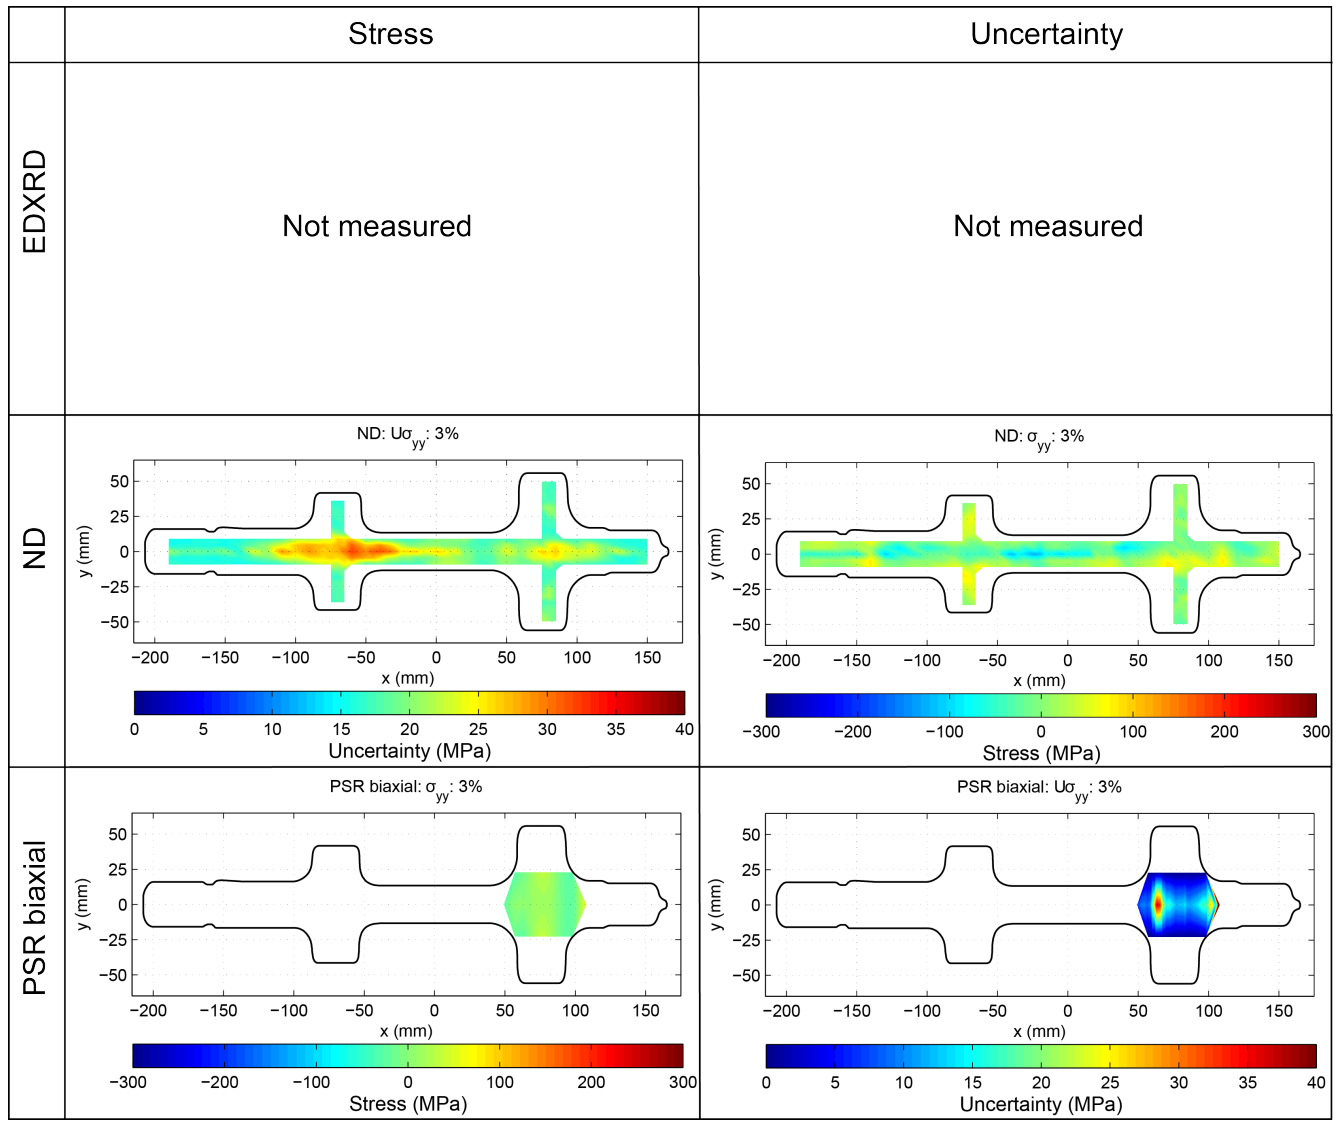 Stress
Uncertainty
EDXRD
Not measured
Not measured
ND
ND: Uσyy: 3%
50
25
0
−25
−50
y (mm)
−200 −150 −100 −50 0 50 100 150
x (mm)
0 5 10 15 20 25 30 35 40
Uncertainty (MPa)
ND: σyy: 3%
50
25
0
−25
−50
y (mm)
−200 −150 −100 −50 0 50 100 150
x (mm)
−300 −200 −100 0 100 200 300
Stress (MPa)
PSR biaxial
PSR biaxial: σyy: 3%
50
25
0
−25
−50
y (mm)
−200 −150 −100 −50 0 50 100 150
x (mm)
−300 −200 −100 0 100 200 300
Stress (MPa)
PSR biaxial: Uσyy: 3%
50
25
0
−25
−50
y (mm)
−200 −150 −100 −50 0 50 100 150
x (mm)
0 5 10 15 20 25 30 35 40
Uncertainty (MPa)